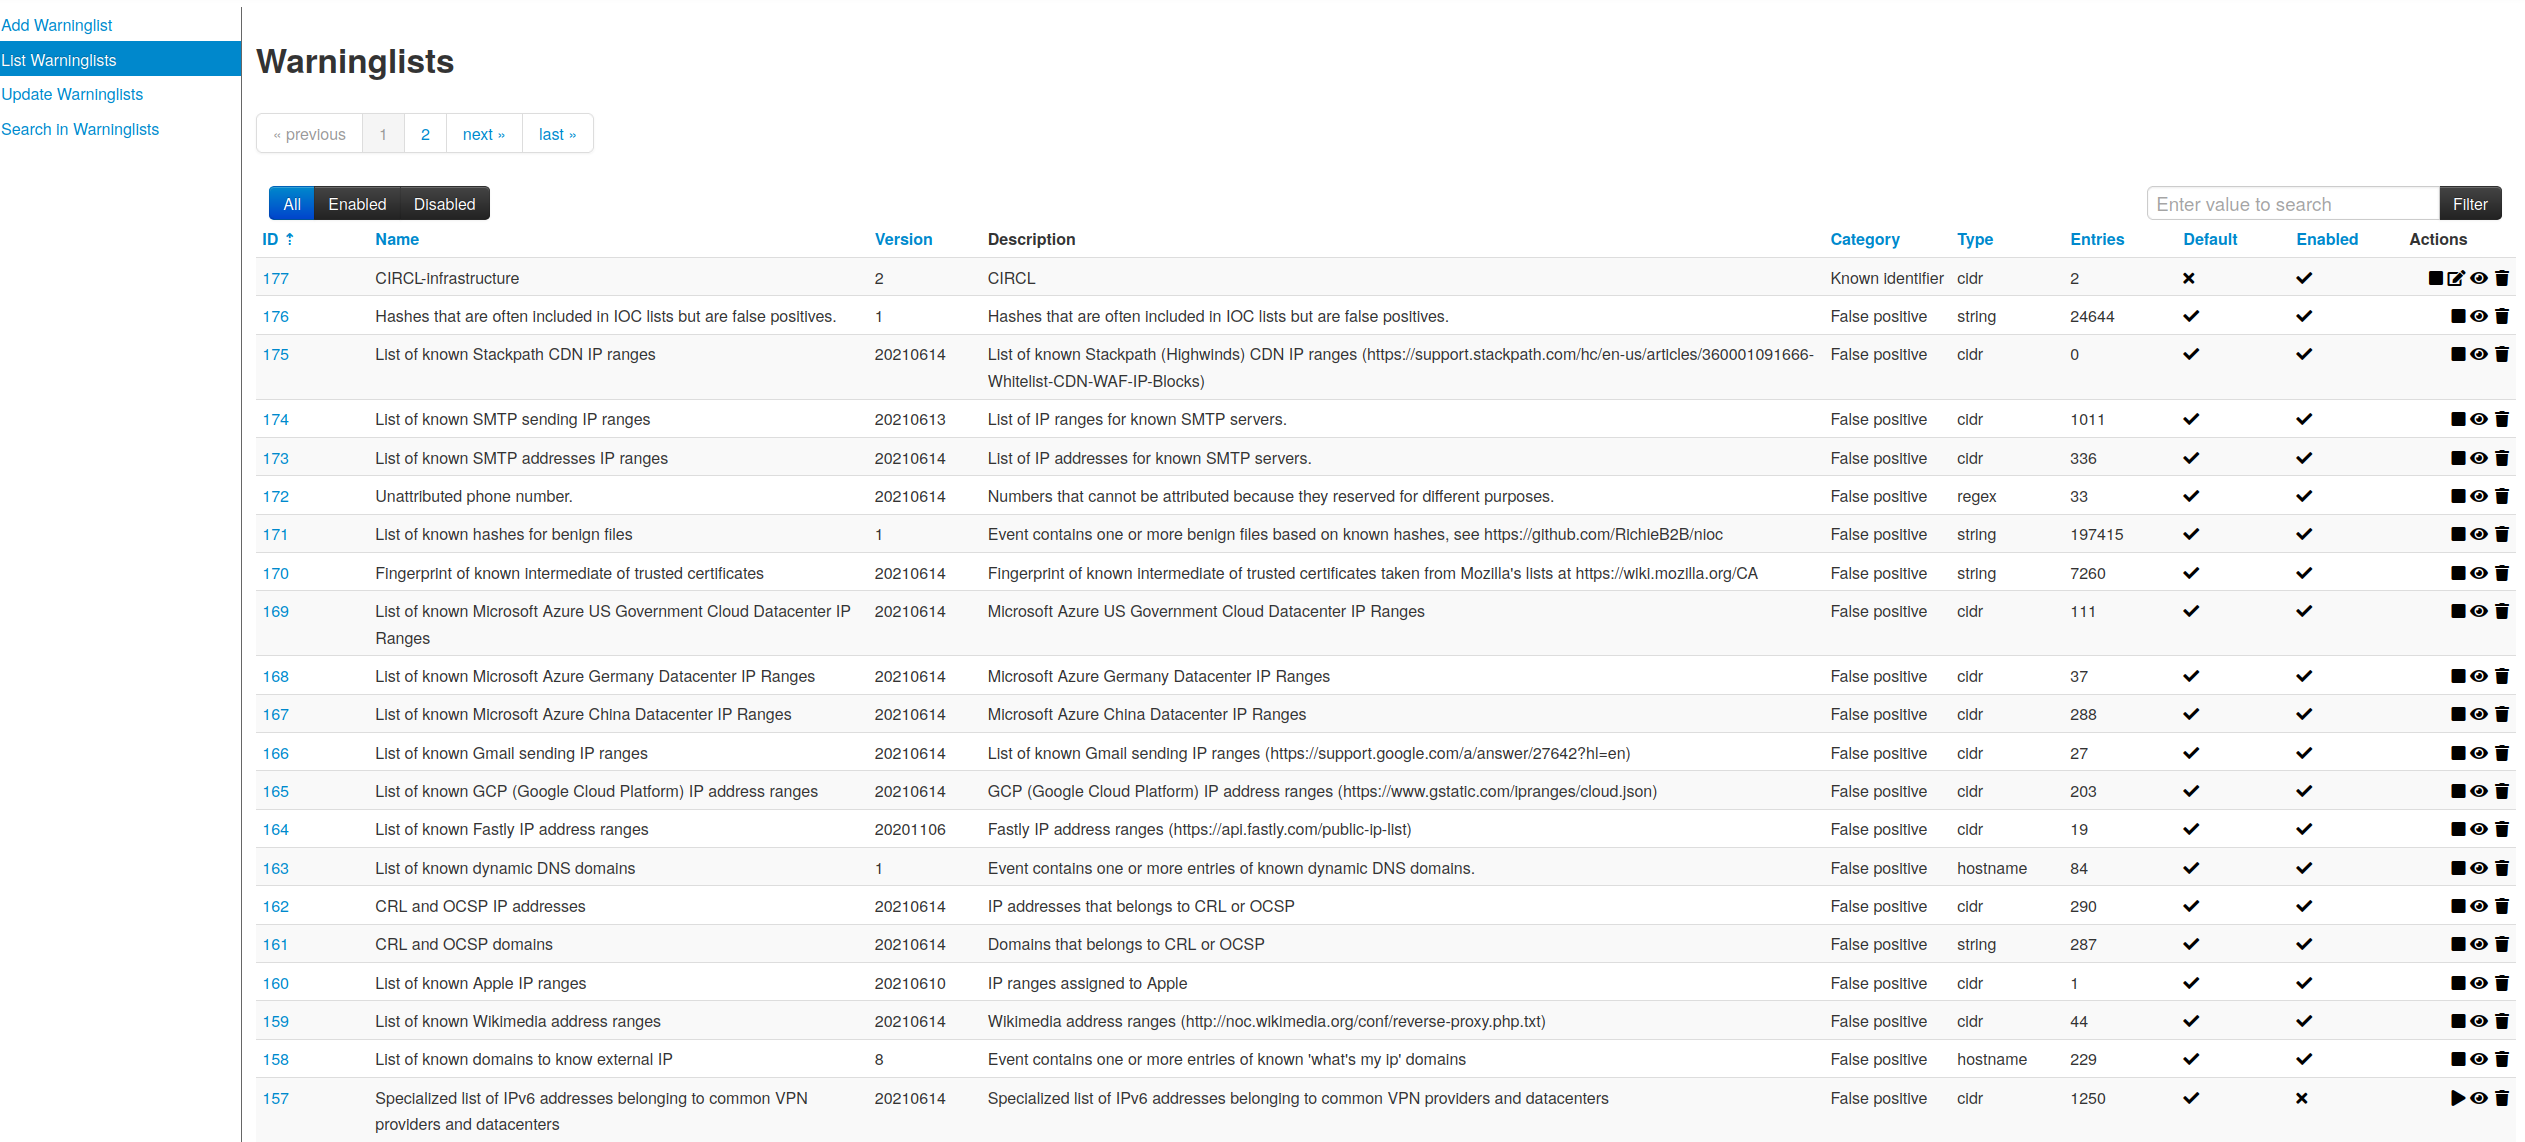 Add Warninglist
List Warninglists
Update Warninglists
Search in Warninglists
Warninglists
« previous 1 2 next » last »
All Enabled Disabled
Enter value to search Filter
ID ⇡ Name Version Description Category Type Entries Default Enabled Actions
177 CIRCL-infrastructure 2 CIRCL Known identifier cidr 2
176 Hashes that are often included in IOC lists but are false positives. 1 Hashes that are often included in IOC lists but are false positives. False positive string 24644
175 List of known Stackpath CDN IP ranges 20210614 List of known Stackpath (Highwinds) CDN IP ranges (https://support.stackpath.com/hc/en-us/articles/360001091666- False positive cidr 0
Whitelist-CDN-WAF-IP-Blocks)
174 List of known SMTP sending IP ranges 20210613 List of IP ranges for known SMTP servers. False positive cidr 1011
173 List of known SMTP addresses IP ranges 20210614 List of IP addresses for known SMTP servers. False positive cidr 336
172 Unattributed phone number. 20210614 Numbers that cannot be attributed because they reserved for different purposes. False positive regex 33
171 List of known hashes for benign files 1 Event contains one or more benign files based on known hashes, see https://github.com/RichieB2B/nioc False positive string 197415
170 Fingerprint of known intermediate of trusted certificates 20210614 Fingerprint of known intermediate of trusted certificates taken from Mozilla's lists at https://wiki.mozilla.org/CA False positive string 7260
169 List of known Microsoft Azure US Government Cloud Datacenter IP 20210614 Microsoft Azure US Government Cloud Datacenter IP Ranges False positive cidr 111
Ranges
168 List of known Microsoft Azure Germany Datacenter IP Ranges 20210614 Microsoft Azure Germany Datacenter IP Ranges False positive cidr 37
167 List of known Microsoft Azure China Datacenter IP Ranges 20210614 Microsoft Azure China Datacenter IP Ranges False positive cidr 288
166 List of known Gmail sending IP ranges 20210614 List of known Gmail sending IP ranges (https://support.google.com/a/answer/27642?hl=en) False positive cidr 27
165 List of known GCP (Google Cloud Platform) IP address ranges 20210614 GCP (Google Cloud Platform) IP address ranges (https://www.gstatic.com/ipranges/cloud.json) False positive cidr 203
164 List of known Fastly IP address ranges 20201106 Fastly IP address ranges (https://api.fastly.com/public-ip-list) False positive cidr 19
163 List of known dynamic DNS domains 1 Event contains one or more entries of known dynamic DNS domains. False positive hostname 84
162 CRL and OCSP IP addresses 20210614 IP addresses that belongs to CRL or OCSP False positive cidr 290
161 CRL and OCSP domains 20210614 Domains that belongs to CRL or OCSP False positive string 287
160 List of known Apple IP ranges 20210610 IP ranges assigned to Apple False positive cidr 1
159 List of known Wikimedia address ranges 20210614 Wikimedia address ranges (http://noc.wikimedia.org/conf/reverse-proxy.php.txt) False positive cidr 44
158 List of known domains to know external IP 8 Event contains one or more entries of known 'what's my ip' domains False positive hostname 229
157 Specialized list of IPv6 addresses belonging to common VPN 20210614 Specialized list of IPv6 addresses belonging to common VPN providers and datacenters False positive cidr 1250
providers and datacenters